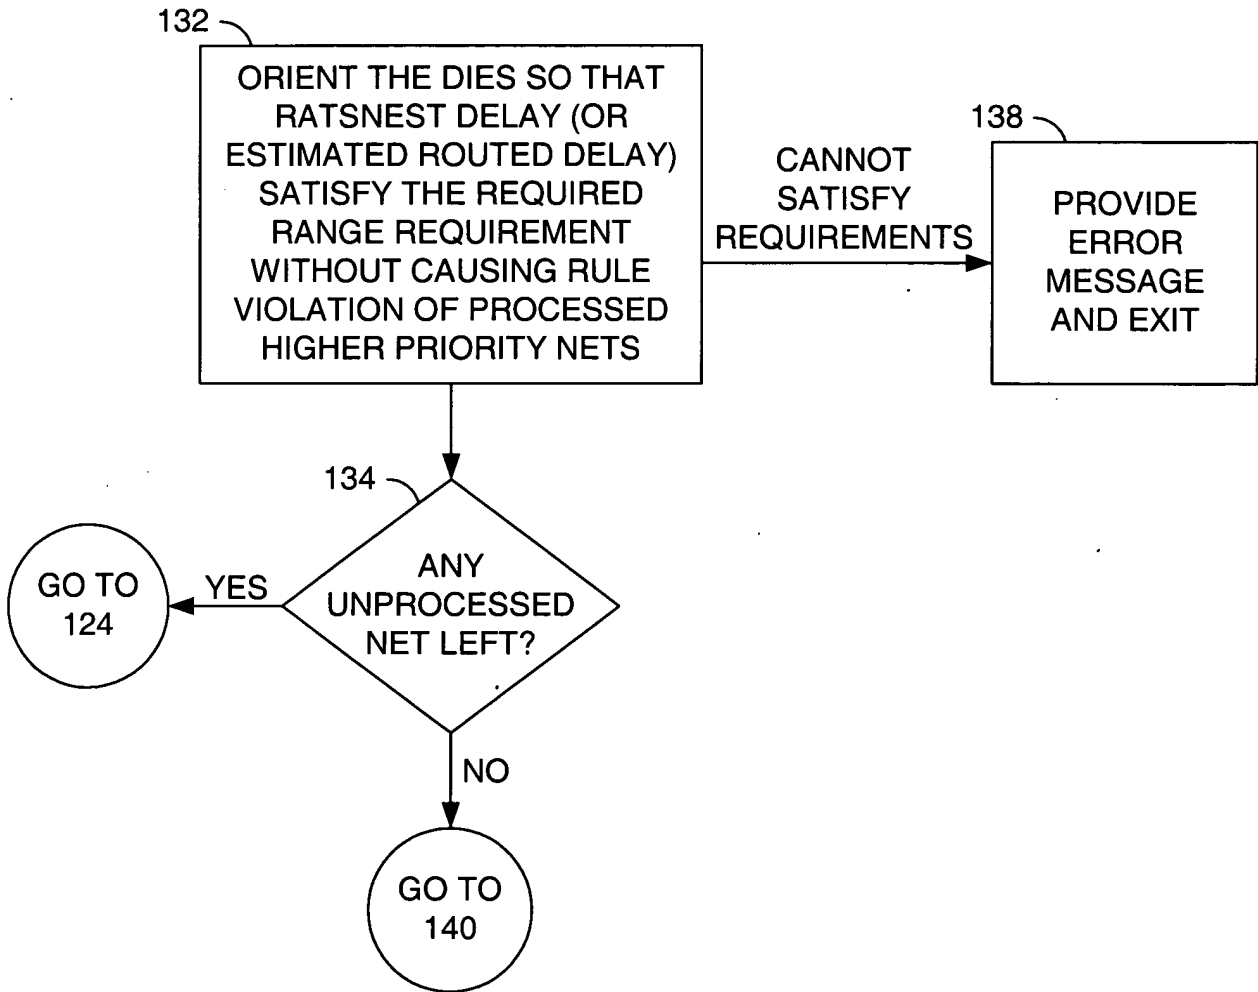 132
ORIENT THE DIES SO THAT
RATSNEST DELAY (OR
ESTIMATED ROUTED DELAY)
SATISFY THE REQUIRED
RANGE REQUIREMENT
WITHOUT CAUSING RULE
VIOLATION OF PROCESSED
HIGHER PRIORITY NETS
CANNOT
SATISFY
REQUIREMENTS
138
PROVIDE
ERROR
MESSAGE
AND EXIT
134
ANY
UNPROCESSED
NET LEFT?
YES
GO TO
124
NO
GO TO
140